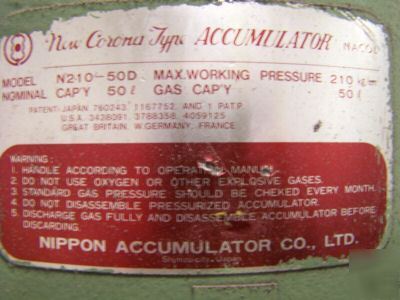 New Corona Type ACCUMULATOR NACOL
MODEL N210-50D MAX.WORKING PRESSURE 210
NOMINAL CAP'Y 50ℓ GAS CAP'Y 50ℓ
PATENT: JAPAN 760243 1167752, AND 1 PAT.P
U.S.A. 3428091, 3788358, 4059125
GREAT BRITAIN, W.GERMANY, FRANCE
WARNING:
1. HANDLE ACCORDING TO OPERATION MANUAL.
2. DO NOT USE OXYGEN OR OTHER EXPLOSIVE GASES.
3. STANDARD GAS PRESSURE SHOULD BE CHEKED EVERY MONTH.
4. DO NOT DISASSEMBLE PRESSURIZED ACCUMULATOR.
5. DISCHARGE GAS FULLY AND DISASSEMBLE ACCUMULATOR BEFORE
DISCARDING.
NIPPON ACCUMULATOR CO., LTD.
Japan